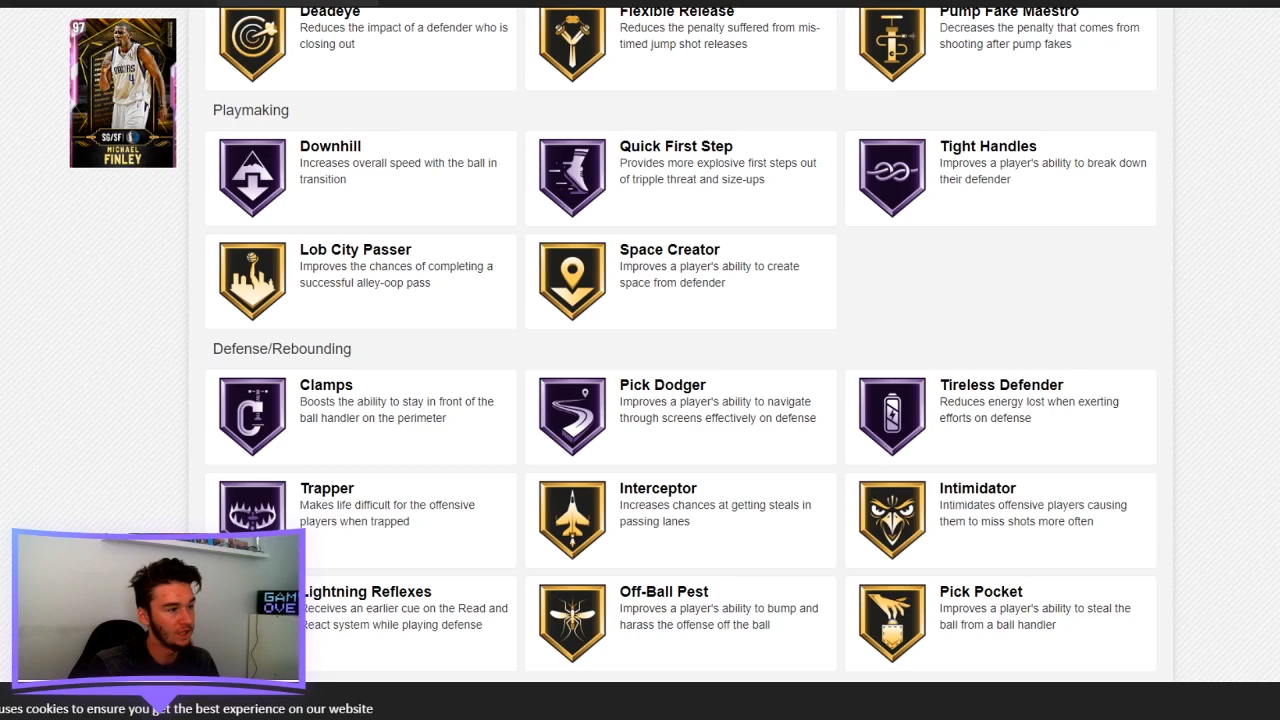 97
MAVS
4
SG/SF
MICHAEL
FINLEY
Deadeye
Reduces the impact of a defender who is
closing out
Flexible Release
Reduces the penalty suffered from mis-
timed jump shot releases
Pump Fake Maestro
Decreases the penalty that comes from
shooting after pump fakes
Playmaking
Downhill
Increases overall speed with the ball in
transition
Quick First Step
Provides more explosive first steps out
of tripple threat and size-ups
Tight Handles
Improves a player's ability to break down
their defender
Lob City Passer
Improves the chances of completing a
successful alley-oop pass
Space Creator
Improves a player's ability to create
space from defender
Defense/Rebounding
Clamps
Boosts the ability to stay in front of the
ball handler on the perimeter
Pick Dodger
Improves a player's ability to navigate
through screens effectively on defense
Tireless Defender
Reduces energy lost when exerting
efforts on defense
Trapper
Makes life difficult for the offensive
players when trapped
Interceptor
Increases chances at getting steals in
passing lanes
Intimidator
Intimidates offensive players causing
them to miss shots more often
Lightning Reflexes
Receives an earlier cue on the Read and
React system while playing defense
Off-Ball Pest
Improves a player's ability to bump and
harass the offense off the ball
Pick Pocket
Improves a player's ability to steal the
ball from a ball handler
GAM
OVE
uses cookies to ensure you get the best experience on our website